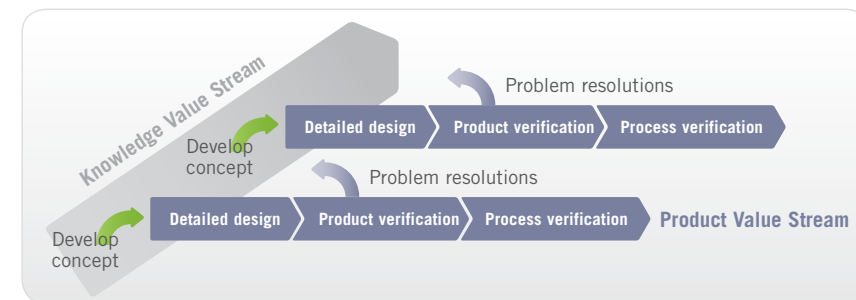 Knowledge Value Stream
Problem resolutions
Develop
concept
Detailed design
Product verification
Process verification
Problem resolutions
Develop
concept
Detailed design
Product verification
Process verification
Product Value Stream